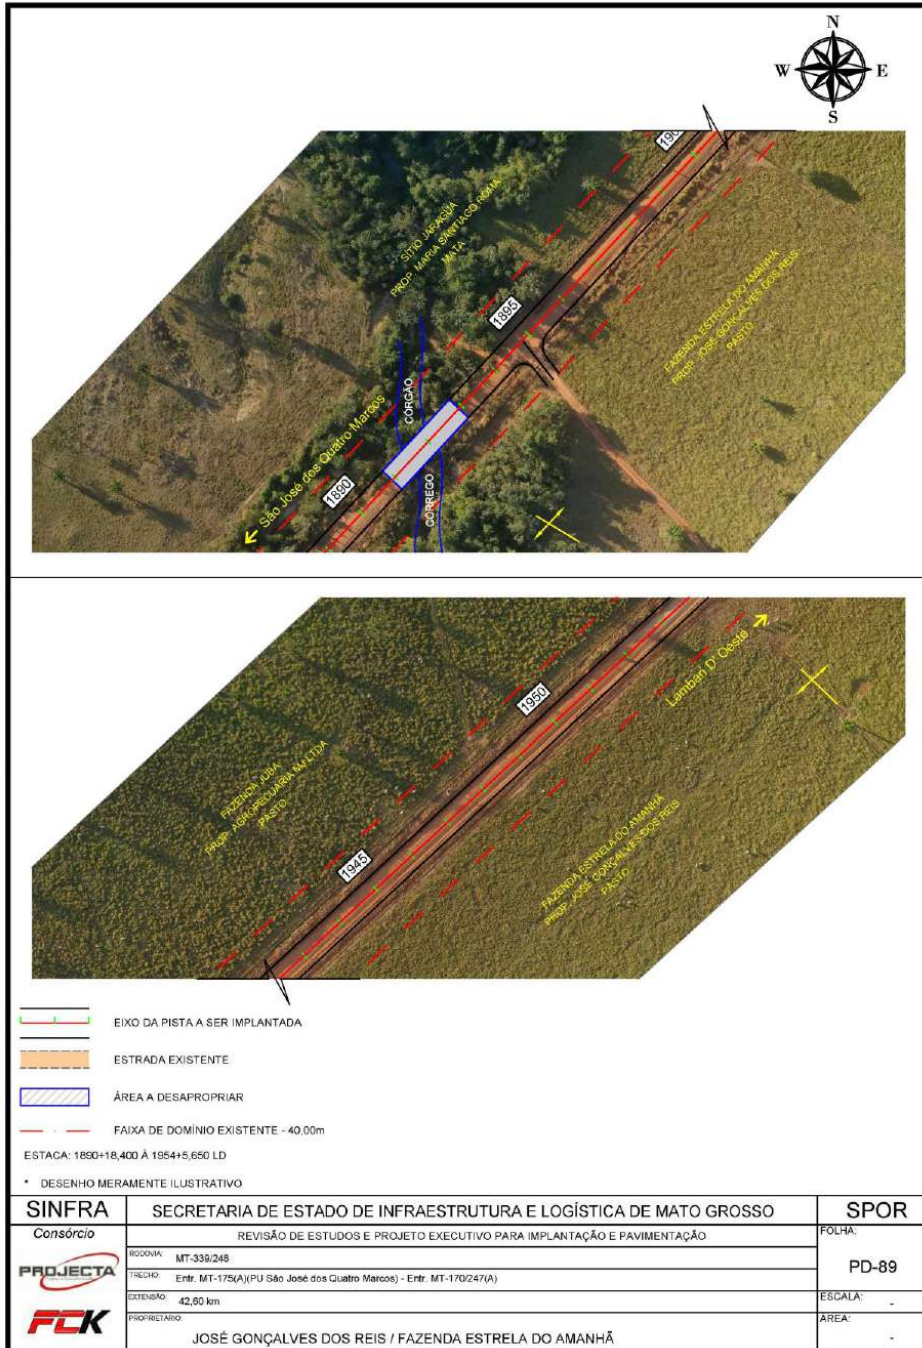 N
W E
S
190
SÍTIO JARAGUÁ
PROP. MARIA SANTIAGO ROMA
MATA
1895
FAZENDA ESTRELA DO AMANHÃ
PROP. JOSÉ GONÇALVES DOS REIS
PASTO
CÓRGÃO
São José dos Quatro Marcos
1890
CÓRREGO
Lambari D' Oeste
1950
FAZENDA JUBA
PROP. AGROPECUÁRIA NJ LTDA
PASTO
1945
FAZENDA ESTRELA DO AMANHÃ
PROP. JOSÉ GONÇALVES DOS REIS
PASTO
EIXO DA PISTA A SER IMPLANTADA
ESTRADA EXISTENTE
ÁREA A DESAPROPRIAR
FAIXA DE DOMÍNIO EXISTENTE - 40,00m
ESTACA: 1890+18,400 À 1954+5,650 LD
* DESENHO MERAMENTE ILUSTRATIVO
SINFRA
SECRETARIA DE ESTADO DE INFRAESTRUTURA E LOGÍSTICA DE MATO GROSSO
SPOR
Consórcio
PROJECTA
FCK
REVISÃO DE ESTUDOS E PROJETO EXECUTIVO PARA IMPLANTAÇÃO E PAVIMENTAÇÃO
RODOVIA: MT-339/248
TRECHO: Entr. MT-175(A)(PU São José dos Quatro Marcos) - Entr. MT-170/247(A)
EXTENSÃO: 42,60 km
PROPRIETÁRIO:
JOSÉ GONÇALVES DOS REIS / FAZENDA ESTRELA DO AMANHÃ
FOLHA:
PD-89
ESCALA: -
ÁREA: -